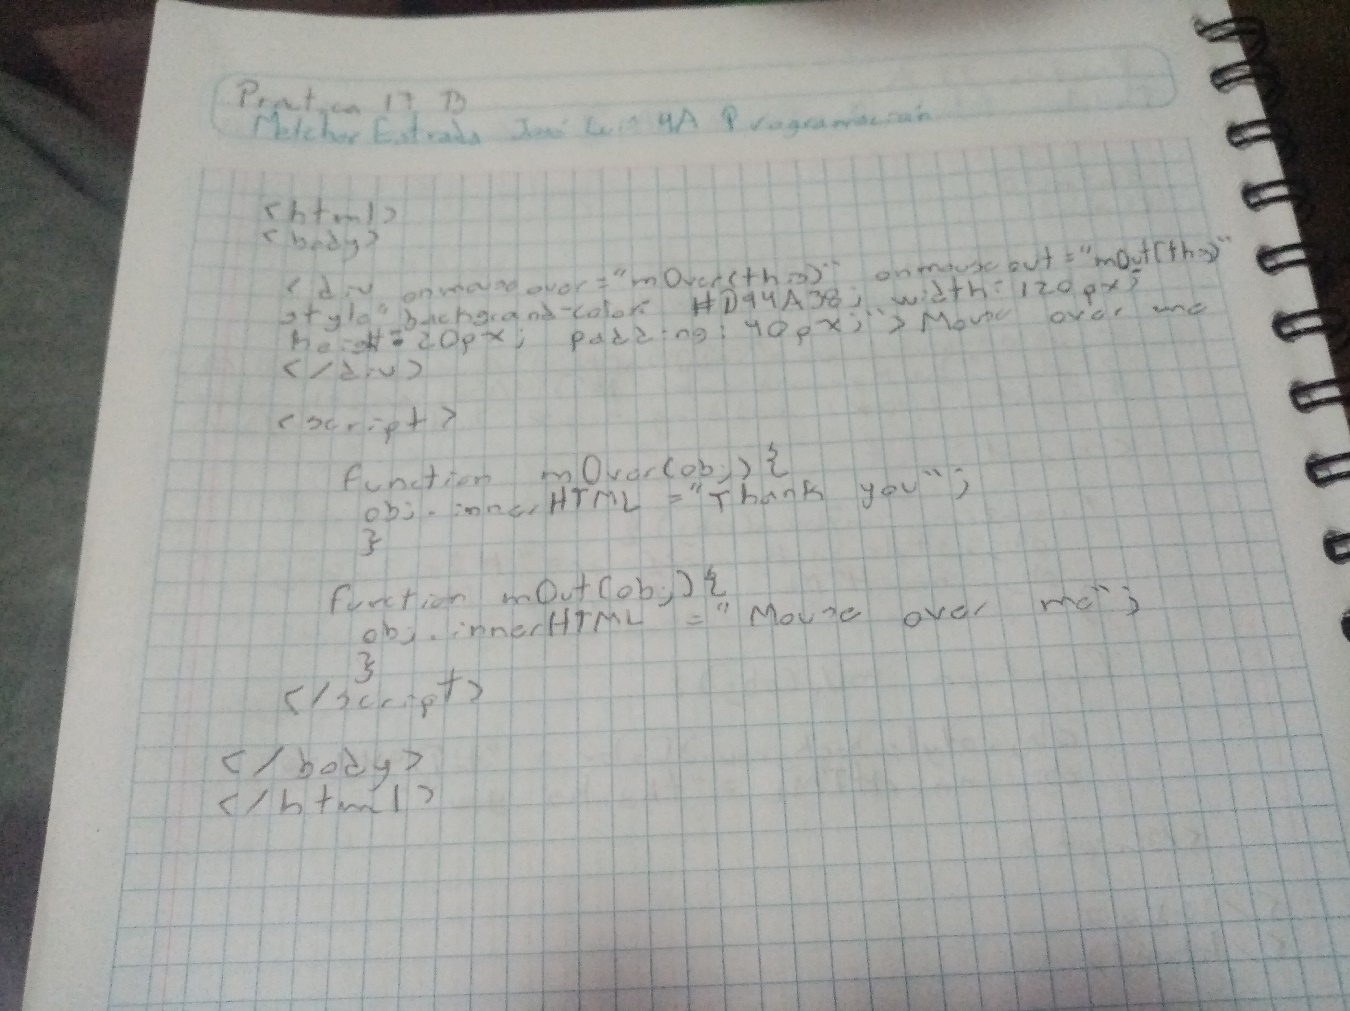 Pratica 17 B
Melchor Estrada José Luis 4A Programación
<html>
<body>
<div onmouseover="mOver(this)" onmouseout="mOut(this)"
style="backgrand-color: #D94A38; width: 120px;
height: 20px; padding: 40px;"> Mouse over me
</div>
<script>
function mOver(obj) {
obj.innerHTML = "Thank you";
}
function mOut(obj) {
obj.innerHTML = "Mouse over me";
}
</script>
</body>
</html>